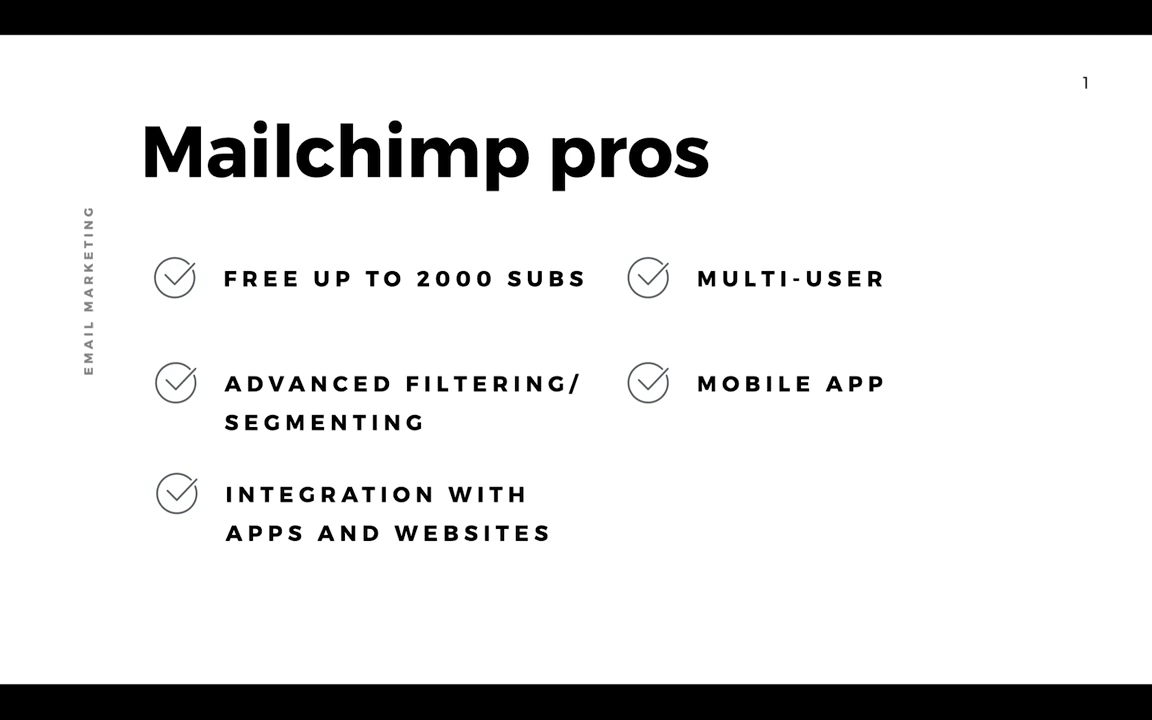 1
Mailchimp pros
EMAIL MARKETING
FREE UP TO 2000 SUBS
ADVANCED FILTERING/
SEGMENTING
INTEGRATION WITH
APPS AND WEBSITES
MULTI-USER
MOBILE APP